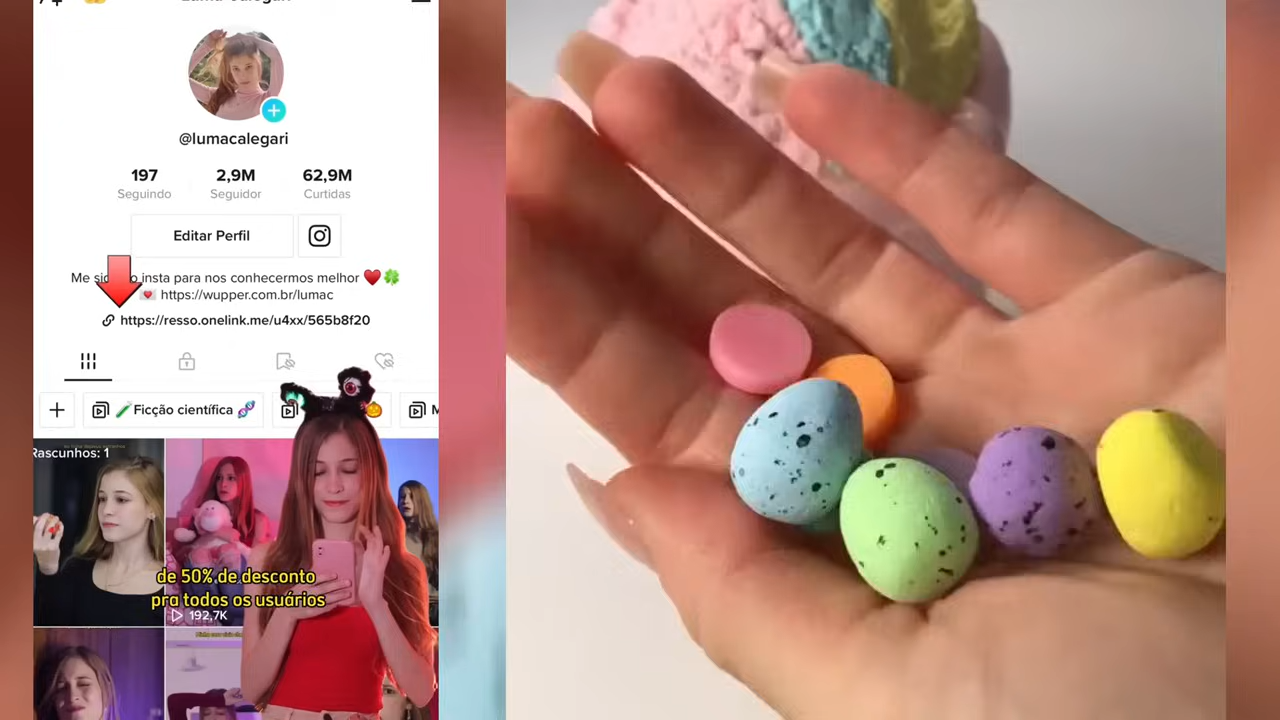 @lumacalegari
197 2,9M 62,9M
Seguindo Seguidor Curtidas
Editar Perfil
insta para nos conhecermos melhor ❤️🍀
💌 https://wupper.com.br/lumac
https://resso.onelink.me/u4xx/565b8f20
🧪Ficção científica 🧬
Rascunhos: 1
de 50% de desconto
pra todos os usuários
192,7K